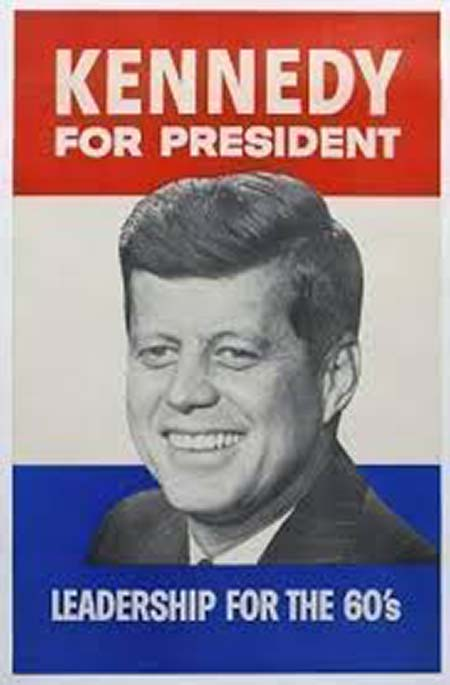 KENNEDY
FOR PRESIDENT
LEADERSHIP FOR THE 60's